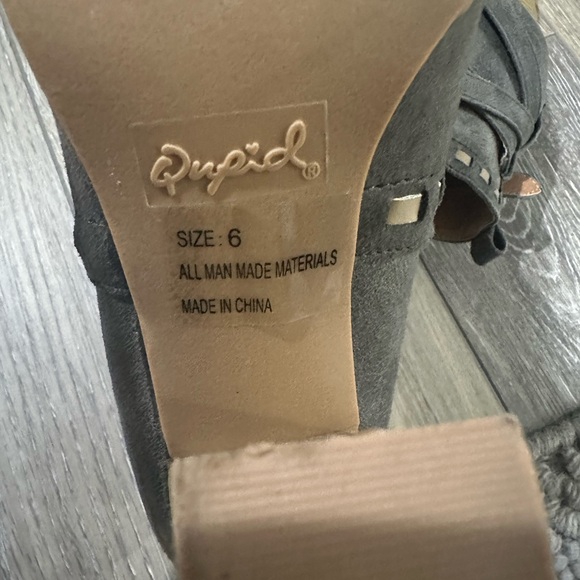 Qupid®
SIZE: 6
ALL MAN MADE MATERIALS
MADE IN CHINA